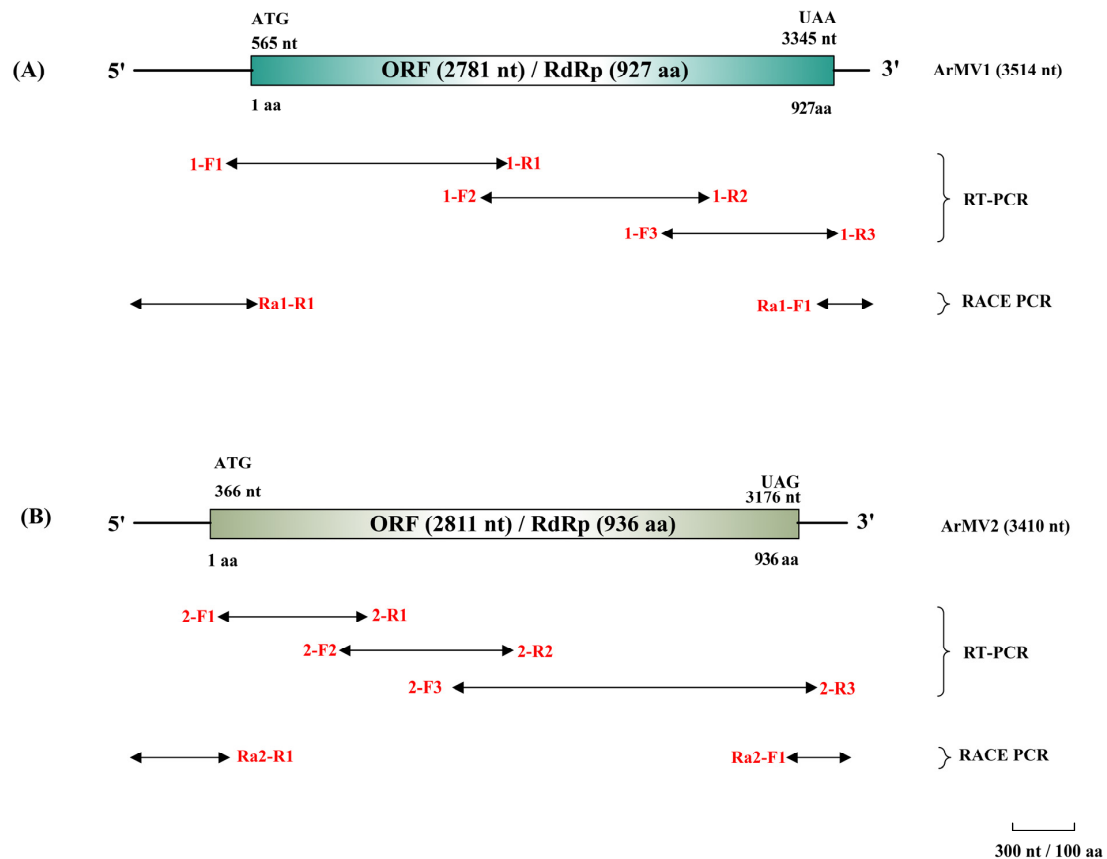 ATG
UAA
565 nt
3345 nt
(A)
5'
ORF (2781 nt) / RdRp (927 aa)
3'
ArMV1 (3514 nt)
1 aa
927aa
1-F1
1-R1
1-F2
1-R2
RT-PCR
1-F3
1-R3
Ra1-R1
Ra1-F1
RACE PCR
ATG
UAG
366 nt
3176 nt
(B)
5'
ORF (2811 nt) / RdRp (936 aa)
3'
ArMV2 (3410 nt)
1 aa
936 aa
2-F1
2-R1
2-F2
2-R2
RT-PCR
2-F3
2-R3
Ra2-R1
Ra2-F1
RACE PCR
300 nt / 100 aa